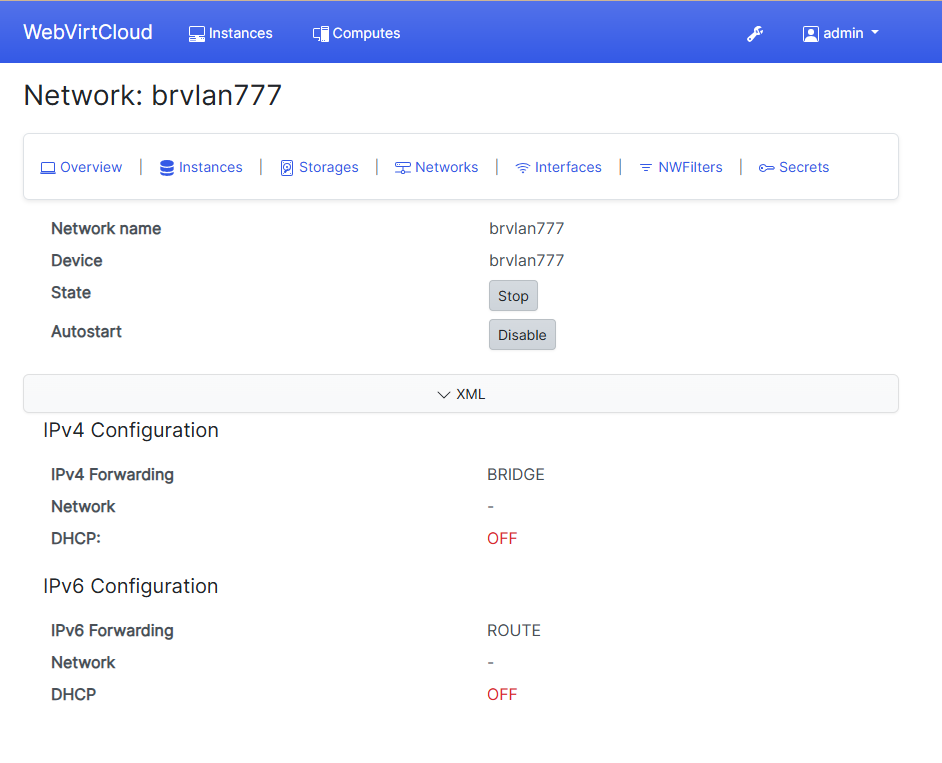 WebVirtCloud Instances Computes admin
Network: brvlan777
Overview | Instances | Storages | Networks | Interfaces | NWFilters | Secrets
Network name brvlan777
Device brvlan777
State Stop
Autostart Disable
XML
IPv4 Configuration
IPv4 Forwarding BRIDGE
Network -
DHCP: OFF
IPv6 Configuration
IPv6 Forwarding ROUTE
Network -
DHCP OFF